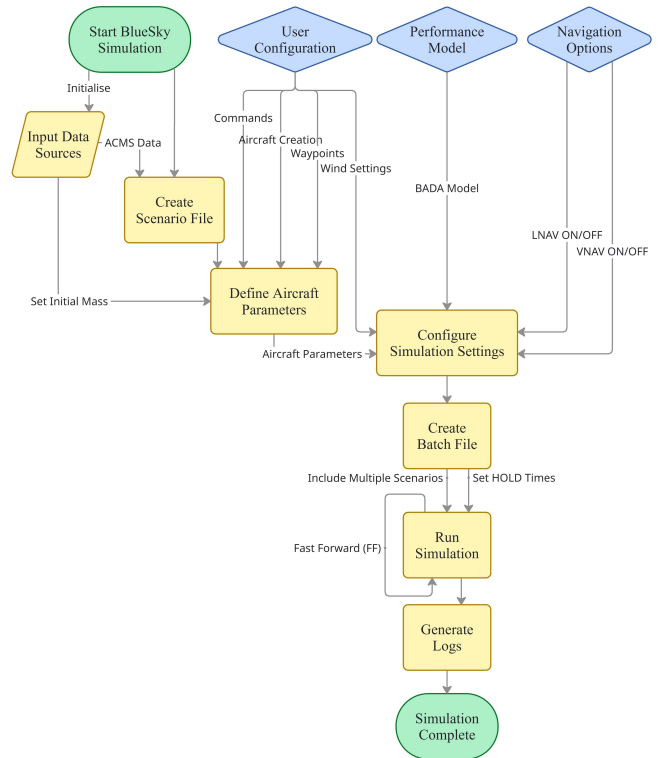 Start BlueSky
Simulation
User
Configuration
Performance
Model
Navigation
Options
Initialise
Commands
Input Data
Sources
ACMS Data
Aircraft Creation
Waypoints
Wind Settings
BADA Model
Create
Scenario File
LNAV ON/OFF
VNAV ON/OFF
Set Initial Mass
Define Aircraft
Parameters
Configure
Simulation Settings
Aircraft Parameters
Create
Batch File
Include Multiple Scenarios
Set HOLD Times
Run
Simulation
Fast Forward (FF)
Generate
Logs
Simulation
Complete